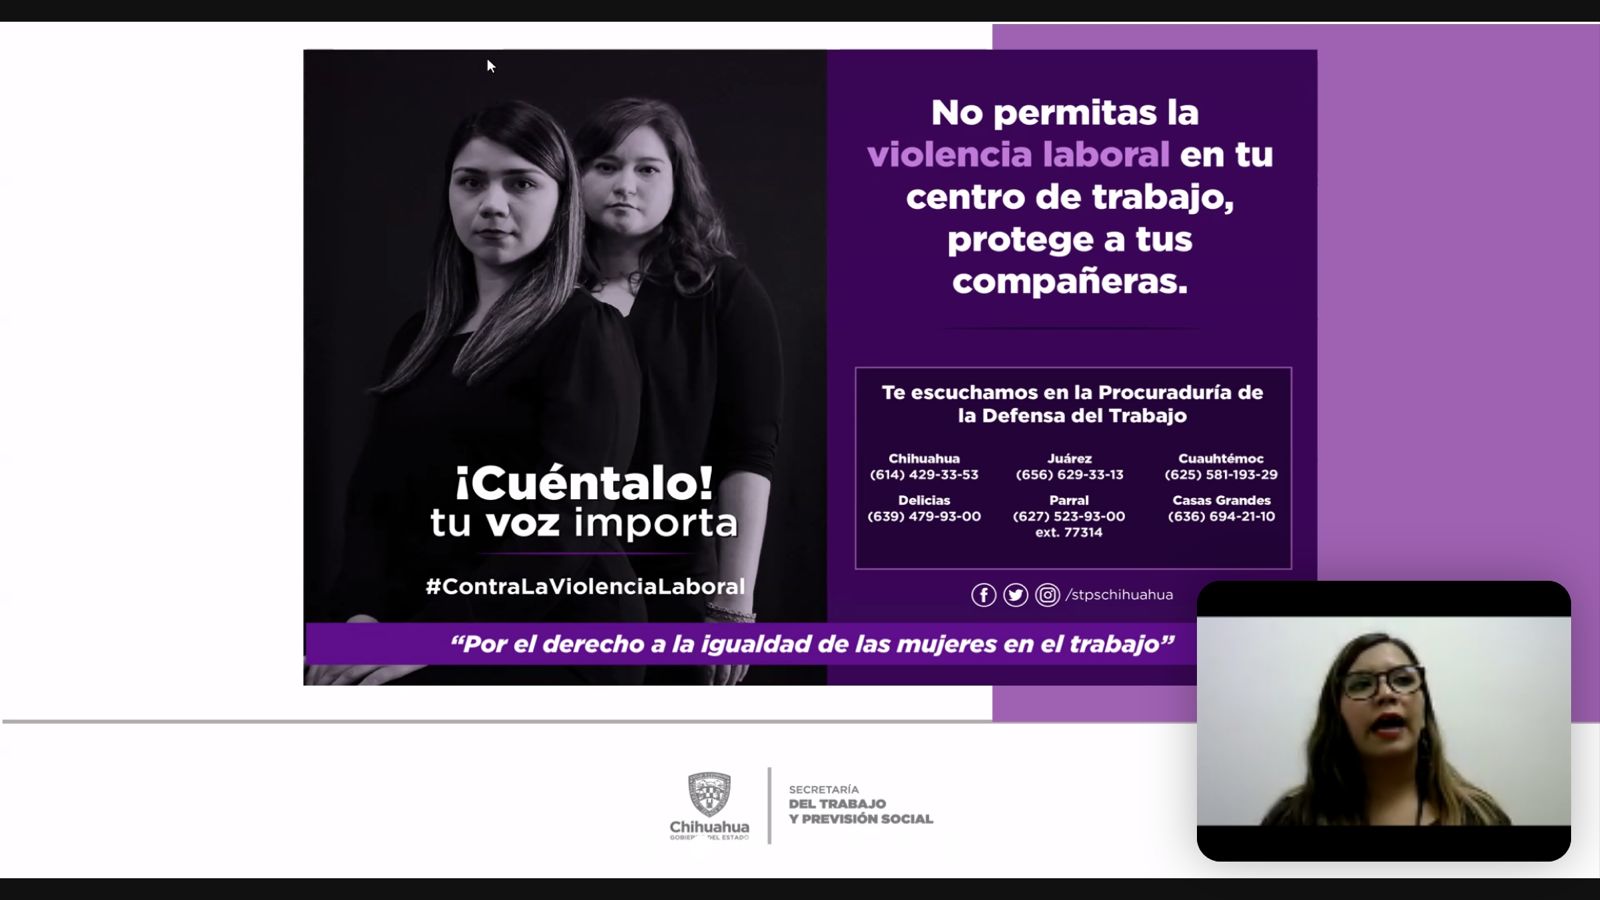 No permitas la
violencia laboral en tu
centro de trabajo,
protege a tus
compañeras.
Te escuchamos en la Procuraduría de
la Defensa del Trabajo
Chihuahua
(614) 429-33-53
Juárez
(656) 629-33-13
Cuauhtémoc
(625) 581-193-29
Delicias
(639) 479-93-00
Parral
(627) 523-93-00
ext. 77314
Casas Grandes
(636) 694-21-10
/stpschihuahua
¡Cuéntalo!
tu voz importa
#ContraLaViolenciaLaboral
“Por el derecho a la igualdad de las mujeres en el trabajo”
Chihuahua
DEL ESTADO
SECRETARÍA
DEL TRABAJO
Y PREVISIÓN SOCIAL